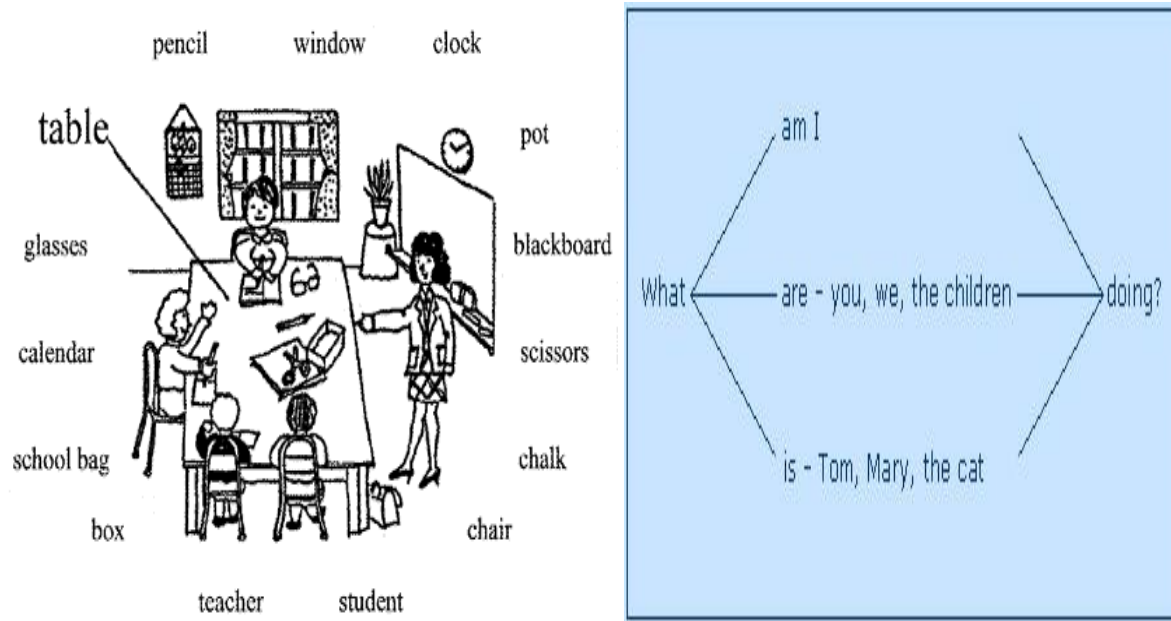 pencil window clock
table
pot
glasses
blackboard
calendar
scissors
school bag
chalk
box
chair
teacher student
am I
What are - you, we, the children doing?
is - Tom, Mary, the cat